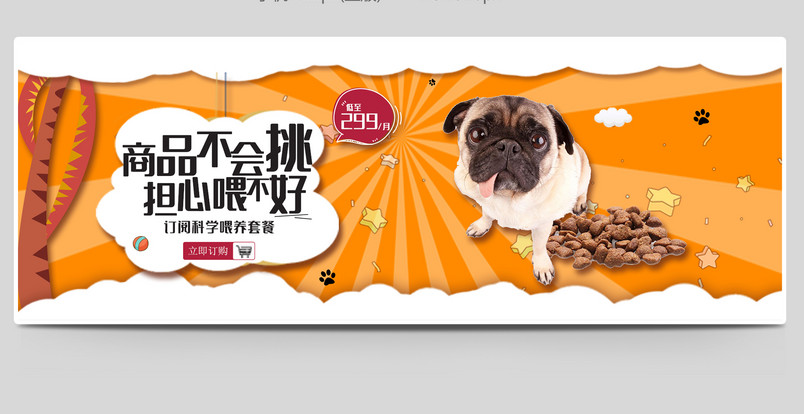 低至
299/月
商品不会挑
担心喂不好
订阅科学喂养套餐
立即订购